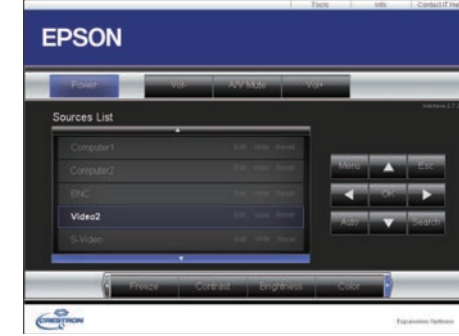 Tools Info Contact IT Help
EPSON
Power Vol- A/V Mute Vol+
Sources List
Computer1 Edit Hide Reset
Computer2 Edit Hide Reset
BNC Edit Hide Reset
Video2 Edit Hide Reset
S-Video Edit Hide Reset
Menu Esc
OK
Auto Search
Freeze Contrast Brightness Color
CRESTRON Expansion Options